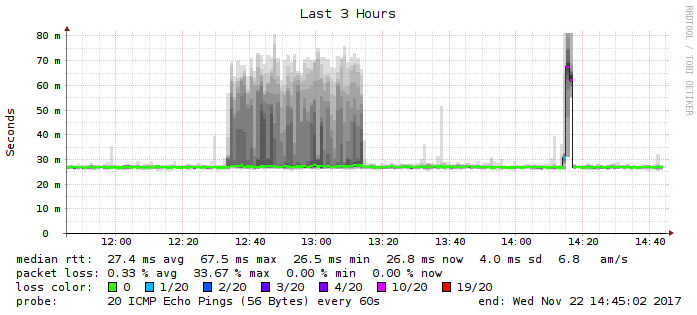 Last 3 Hours
RRDTOOL / TOBI OETIKER
Seconds
80 m
70 m
60 m
50 m
40 m
30 m
20 m
10 m
0
12:00 12:20 12:40 13:00 13:20 13:40 14:00 14:20 14:40
median rtt: 27.4 ms avg 67.5 ms max 26.5 ms min 26.8 ms now 4.0 ms sd 6.8 am/s
packet loss: 0.33 % avg 33.67 % max 0.00 % min 0.00 % now
loss color: 0 1/20 2/20 3/20 4/20 10/20 19/20
probe: 20 ICMP Echo Pings (56 Bytes) every 60s end: Wed Nov 22 14:45:02 2017